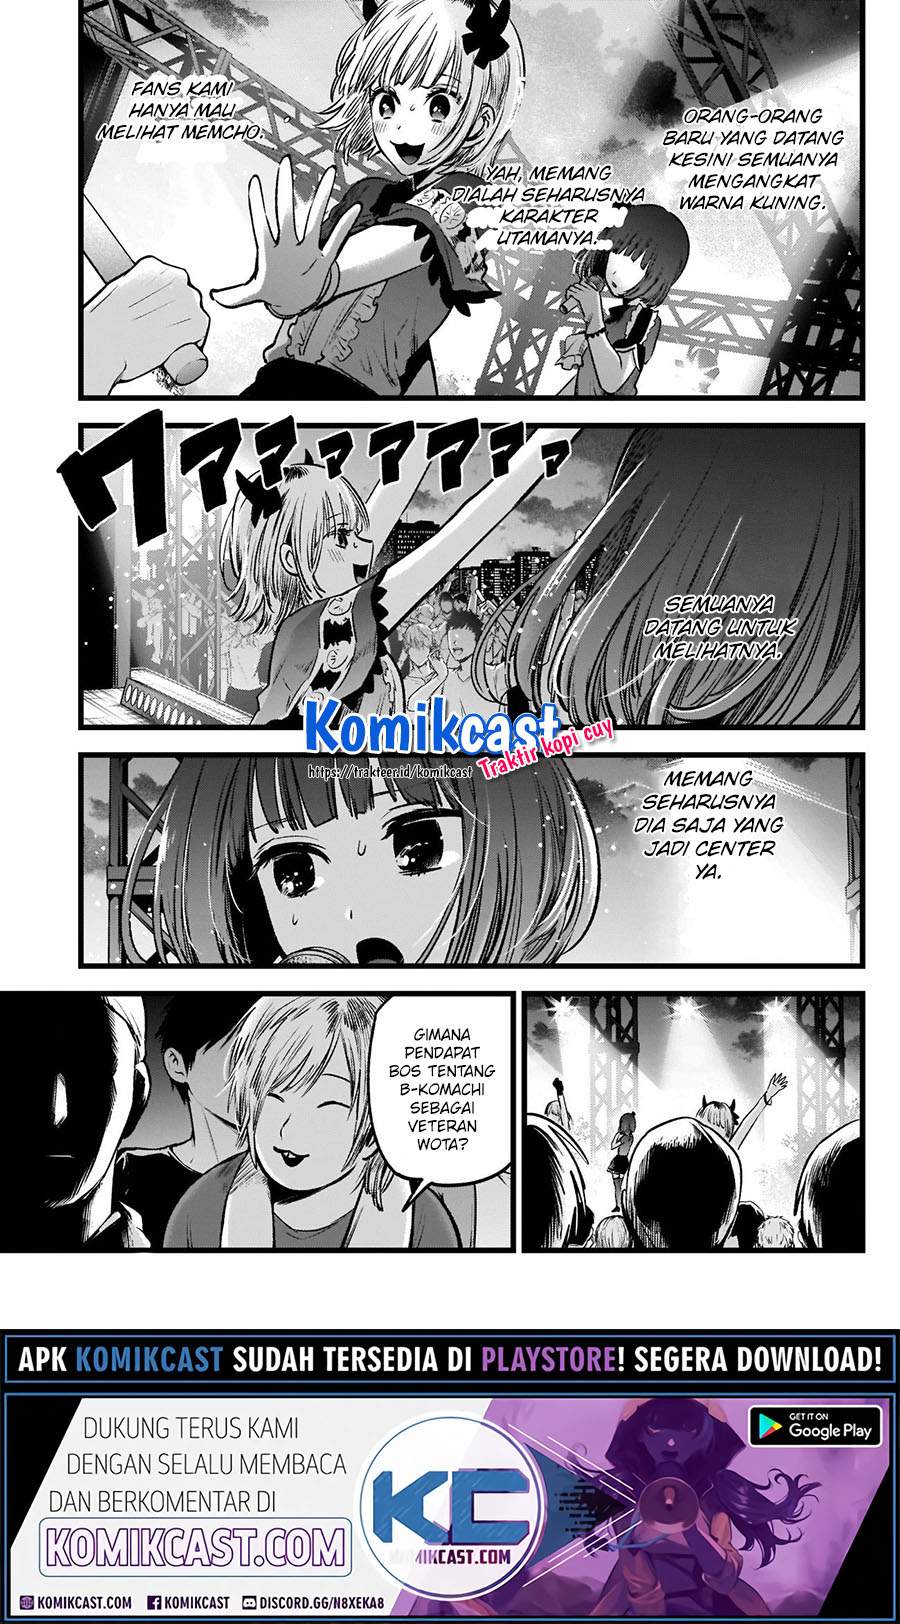 ORANG-ORANG
BARU YANG DATANG
KESINI SEMUANYA
MENGANGKAT
WARNA KUNING.
YAH, MEMANG
DIALAH SEHARUSNYA
KARAKTER
UTAMANYA.
FANS KAMI
HANYA MAU
MELIHAT MEMCHO.
ワァァァァァァァ
SEMUANYA
DATANG UNTUK
MELIHATNYA.
Komikcast
https://trakteer.id/komikcast
Traktir kopi cuy
MEMANG
SEHARUSNYA
DIA SAJA YANG
JADI CENTER
YA.
GIMANA
PENDAPAT
BOS TENTANG
B-KOMACHI
SEBAGAI
VETERAN
WOTA?
APK KOMIKCAST SUDAH TERSEDIA DI PLAYSTORE! SEGERA DOWNLOAD!
DUKUNG TERUS KAMI
DENGAN SELALU MEMBACA
DAN BERKOMENTAR DI
KOMIKCAST.COM
KC
KOMIKCAST.COM
GET IT ON
Google Play
KOMIKCAST.COM
KOMIKCASTCOM
DISCORD.GG/N8XEKA8